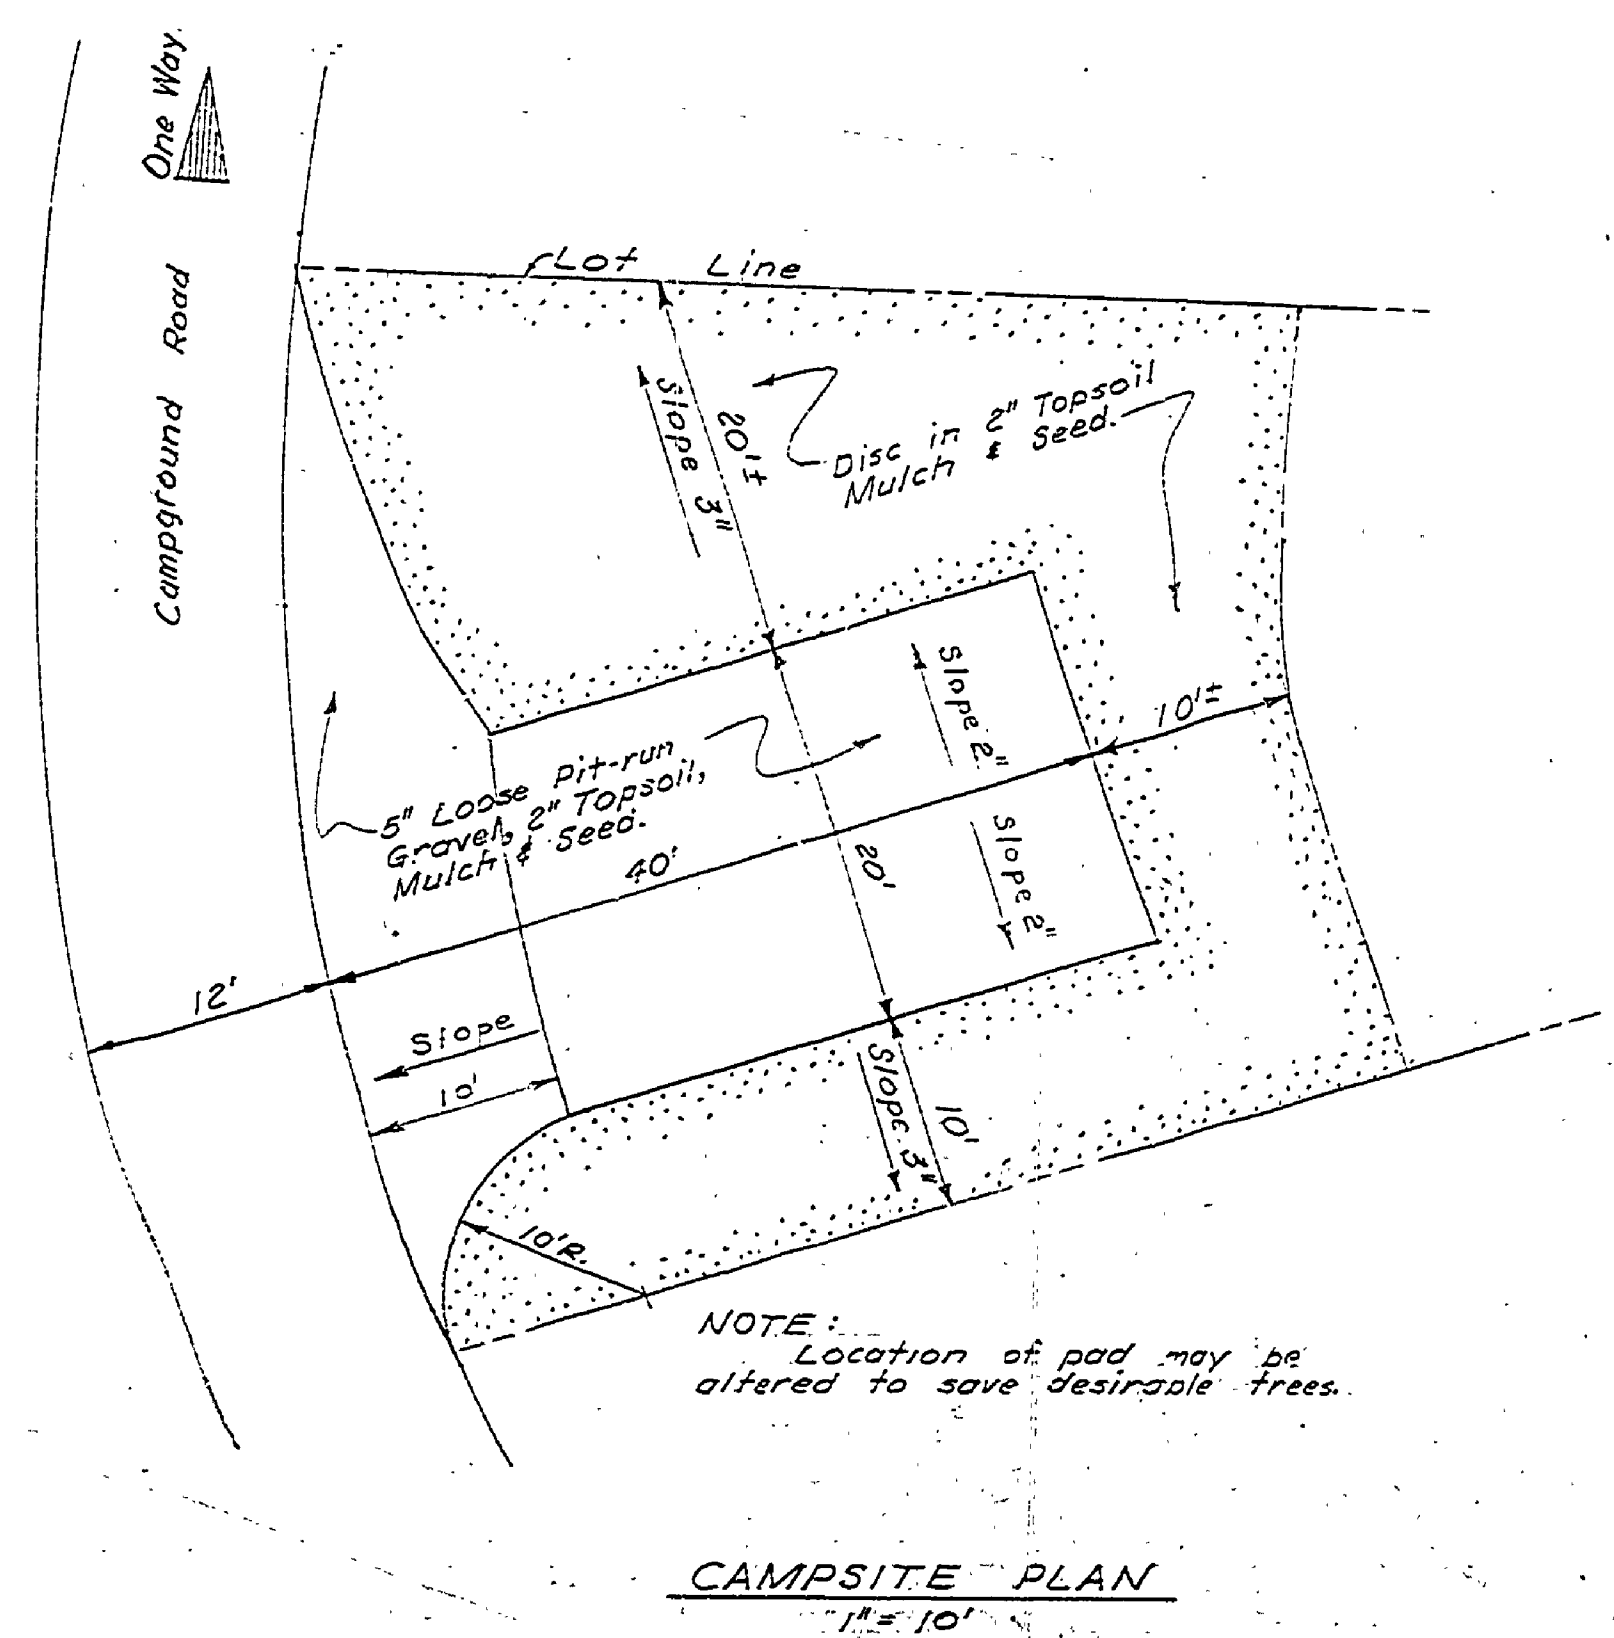 One Way.
Campground Road
Lot Line
Slope 3"
20'±
Disc in 2" Topsoil
Mulch & Seed.
Slope 2"
10'±
5" Loose Pit-run
Gravel, 2" Topsoil,
Mulch & Seed.
40'
20'
Slope 2"
12'
Slope
10'
Slope 3"
10'
10'R.
NOTE:
Location of pad may be
altered to save desirable trees.
CAMPSITE PLAN
1" = 10'